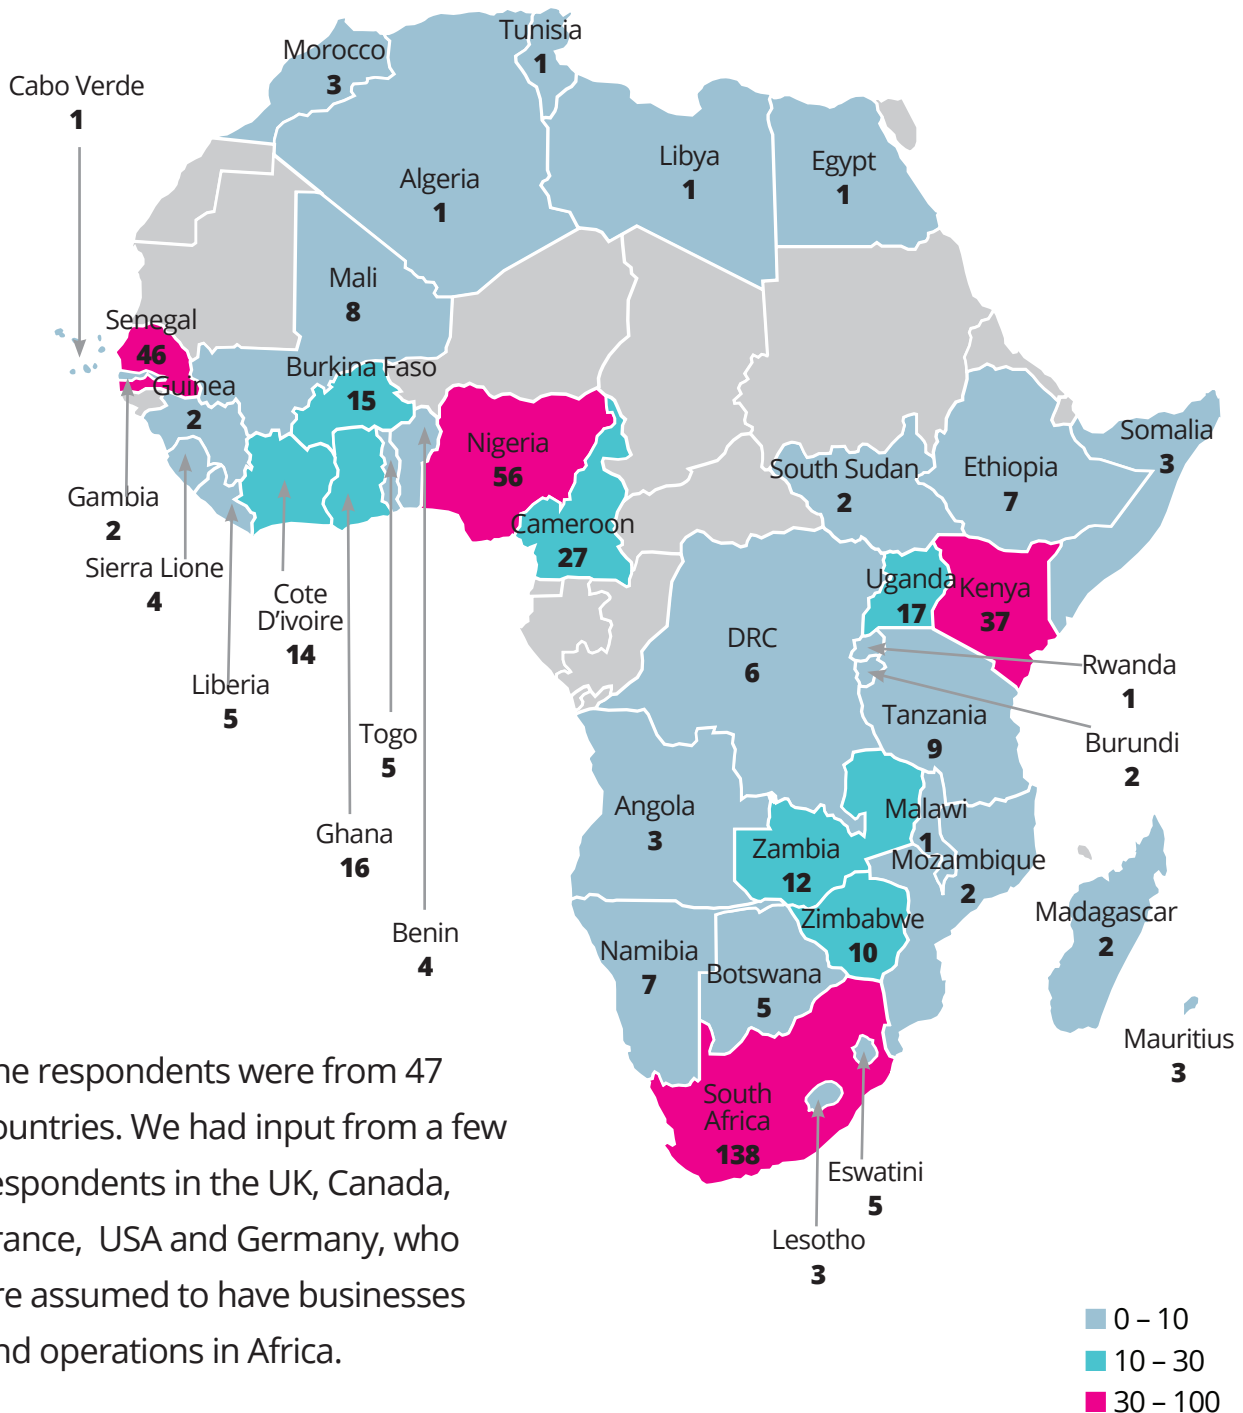 Tunisia
1
Morocco
3
Cabo Verde
1
Libya
1
Egypt
1
Algeria
1
Mali
8
Senegal
46
Burkina Faso
15
Guinea
2
Nigeria
56
Somalia
3
South Sudan
2
Ethiopia
7
Gambia
2
Cameroon
27
Sierra Lione
4
Uganda
17
Kenya
37
Cote
D'ivoire
14
DRC
6
Rwanda
1
Liberia
5
Tanzania
9
Togo
5
Burundi
2
Angola
3
Malawi
1
Ghana
16
Zambia
12
Mozambique
2
Madagascar
2
Zimbabwe
10
Benin
4
Namibia
7
Botswana
5
Mauritius
3
South
Africa
138
Eswatini
5
Lesotho
3
he respondents were from 47
ountries. We had input from a few
espondents in the UK, Canada,
rance, USA and Germany, who
re assumed to have businesses
nd operations in Africa.
0 – 10
10 – 30
30 – 100